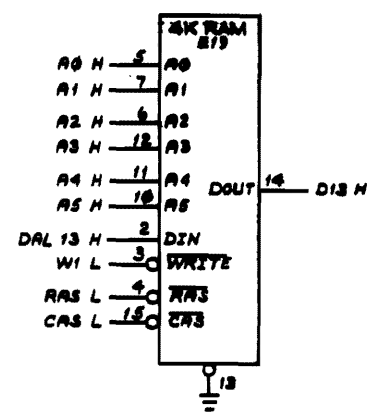 4K RAM
E19
A0 H 5 A0
A1 H 7 A1
A2 H 6 A2
A3 H 12 A3
A4 H 11 A4
A5 H 10 A5
DOUT 14 D13 H
DAL 13 H 2 DIN
W1 L 3 WRITE
RAS L 4 RAS
CAS L 15 CAS
13